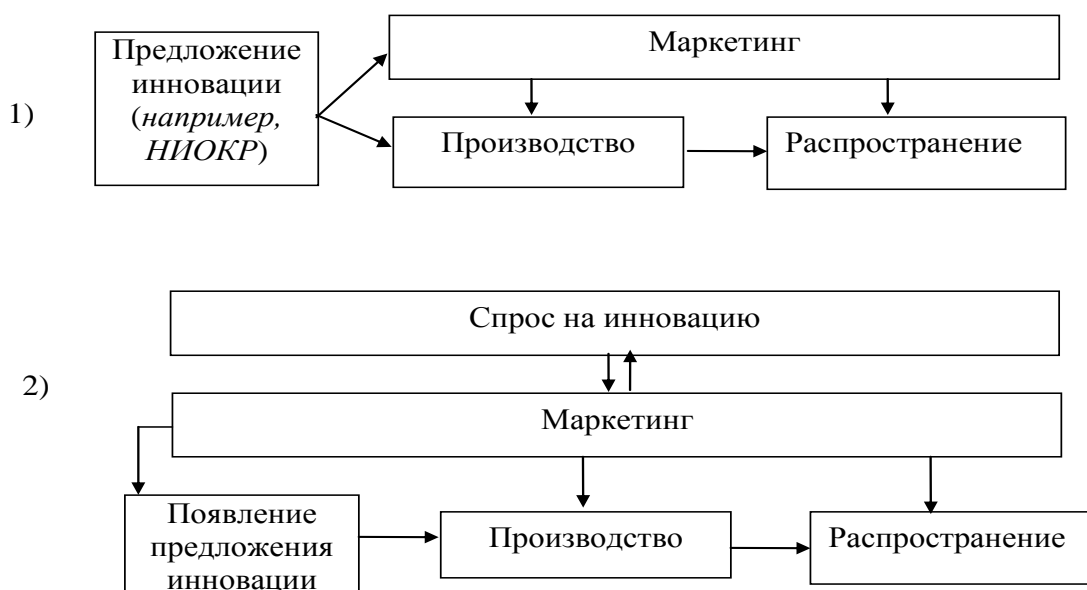 1)
Предложение
инновации
(например,
НИОКР)
Маркетинг
Производство
Распространение
2)
Спрос на инновацию
Маркетинг
Появление
предложения
инновации
Производство
Распространение